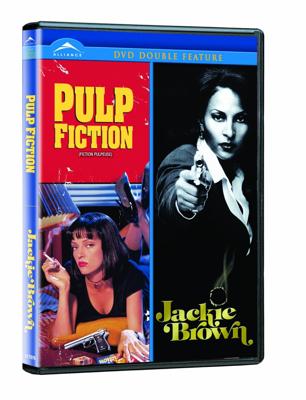 ALLIANCE
DVD DOUBLE FEATURE
PULP
FICTION
(FICTION PULPEUSE)
Jackie
Brown
PULP FICTION
Jackie Brown